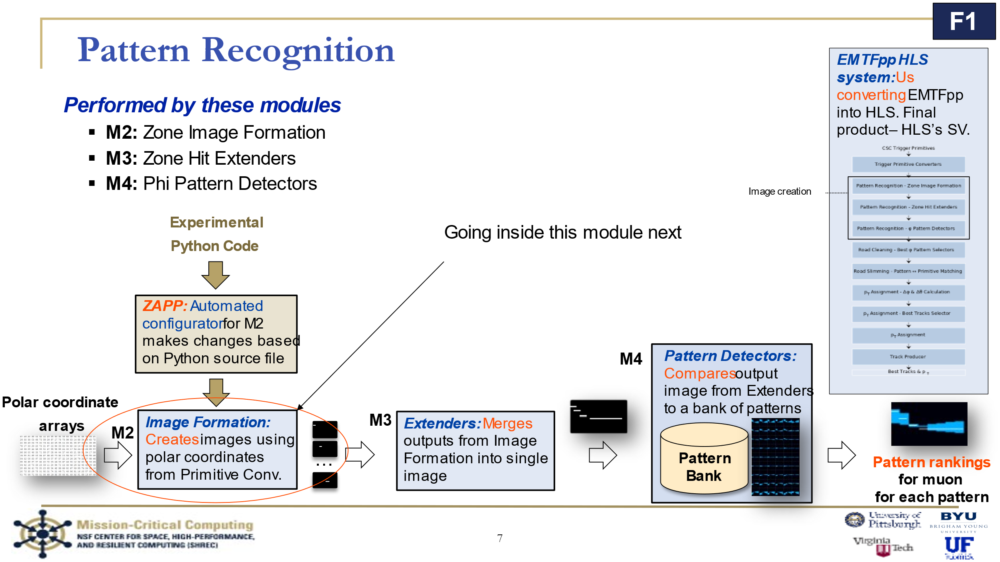 F1
Pattern Recognition
Performed by these modules
▪ M2: Zone Image Formation
▪ M3: Zone Hit Extenders
▪ M4: Phi Pattern Detectors
EMTFpp HLS
system: Us
converting EMTFpp
into HLS. Final
product– HLS’s SV.
CSC Trigger Primitives
Trigger Primitive Converters
Pattern Recognition - Zone Image Formation
Pattern Recognition - Zone Hit Extenders
Pattern Recognition - φ Pattern Detectors
Road Cleaning - Best φ Pattern Selectors
Road Slimming - Pattern ↔ Primitive Matching
pT Assignment - Δφ & Δθ Calculation
pT Assignment - Best Tracks Selector
pT Assignment
Track Producer
Best Tracks & pT
Image creation
Experimental
Python Code
Going inside this module next
ZAPP: Automated
configurator for M2
makes changes based
on Python source file
Polar coordinate
arrays
M2
Image Formation:
Creates images using
polar coordinates
from Primitive Conv.
...
M3
Extenders: Merges
outputs from Image
Formation into single
image
M4
Pattern Detectors:
Compares output
image from Extenders
to a bank of patterns
Pattern
Bank
Pattern rankings
for muon
for each pattern
Mission-Critical Computing
NSF CENTER FOR SPACE, HIGH-PERFORMANCE,
AND RESILIENT COMPUTING (SHREC)
7
University of
Pittsburgh
BYU
BRIGHAM YOUNG
UNIVERSITY
Virginia
Tech
UF
FLORIDA